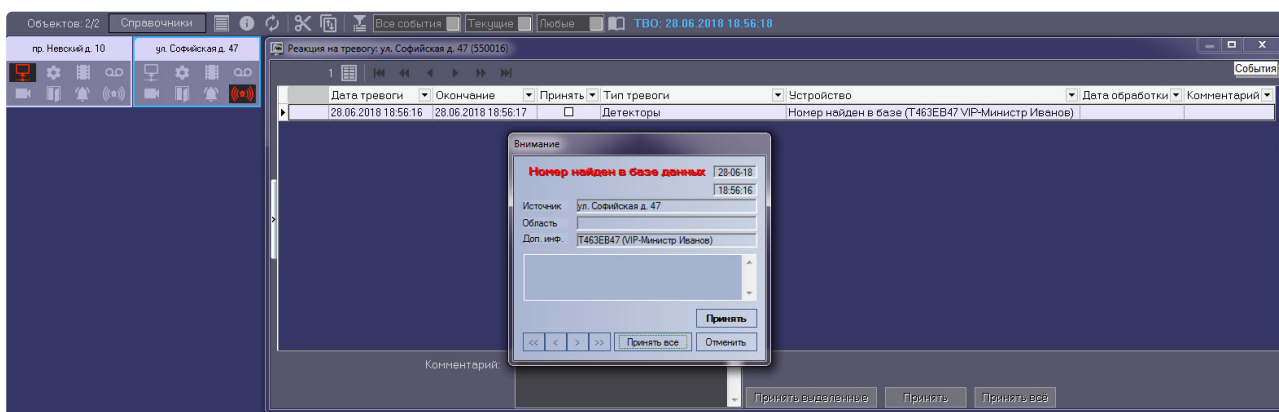 Объектов: 2/2 Справочники Все события Текущие Любые ТВО: 28.06.2018 18:56:18
пр. Невский д. 10 ул. Софийская д. 47
Реакция на тревогу: ул. Софийская д. 47 (550016)
1
События
Дата тревоги Окончание Принять Тип тревоги Устройство Дата обработки Комментарий
28.06.2018 18:56:16 28.06.2018 18:56:17 Детекторы Номер найден в базе (T463EB47 VIP-Министр Иванов)
Внимание
Номер найден в базе данных 28-06-18
18:56:16
Источник ул. Софийская д. 47
Область
Доп. инф. T463EB47 (VIP-Министр Иванов)
Принять
<< < > >> Принять все Отменить
Комментарий:
Принять выделенные Принять Принять всё